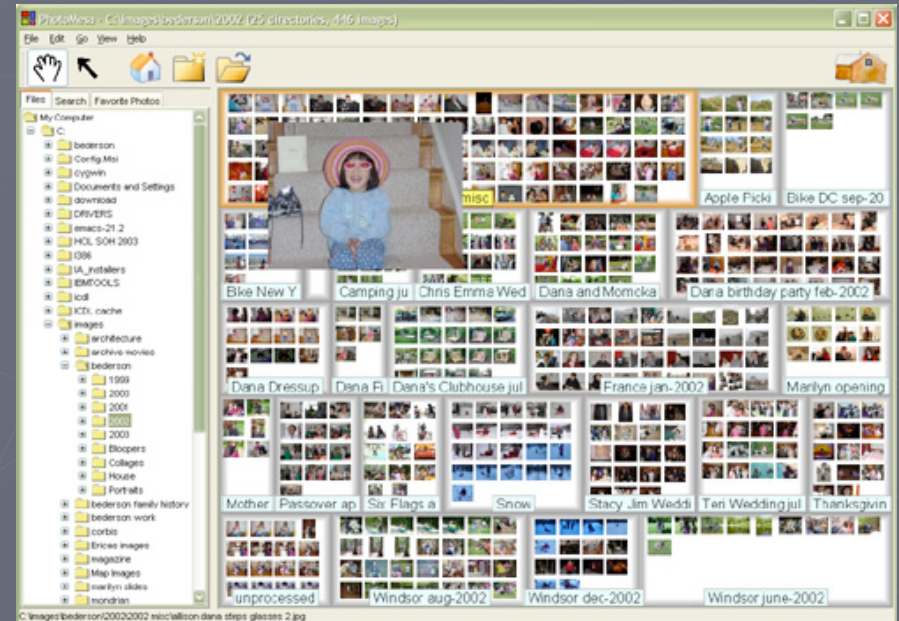 PhotoMesa - C:\images\bederson\2002 (25 directories, 446 images)
File Edit Go View Help
Files Search Favorite Photos
My Computer
C:
bederson
Config.Msi
cygwin
Documents and Settings
download
DRIVERS
emacs-21.2
HCIL SOH 2003
I386
IA_installers
IBMTOOLS
icdl
ICDL cache
images
architecture
archive movies
bederson
1999
2000
2001
2002
2003
Bloopers
Collages
House
Portraits
bederson family history
bederson work
corbis
Ericas images
magazine
Map Images
marilyn slides
mondrian
misc
Apple Picki
Bike DC sep-20
Bike New Y
Camping ju
Chris Emma Wed
Dana and Momcka
Dana birthday party feb-2002
Dana Dressup
Dana Fi
Dana's Clubhouse jul
France jan-2002
Marilyn opening
Mother
Passover ap
Six Flags a
Snow
Stacy Jim Weddi
Teri Wedding jul
Thanksgivin
unprocessed
Windsor aug-2002
Windsor dec-2002
Windsor june-2002
C:\images\bederson\2002\2002 misc\allison dana steps glasses 2.jpg